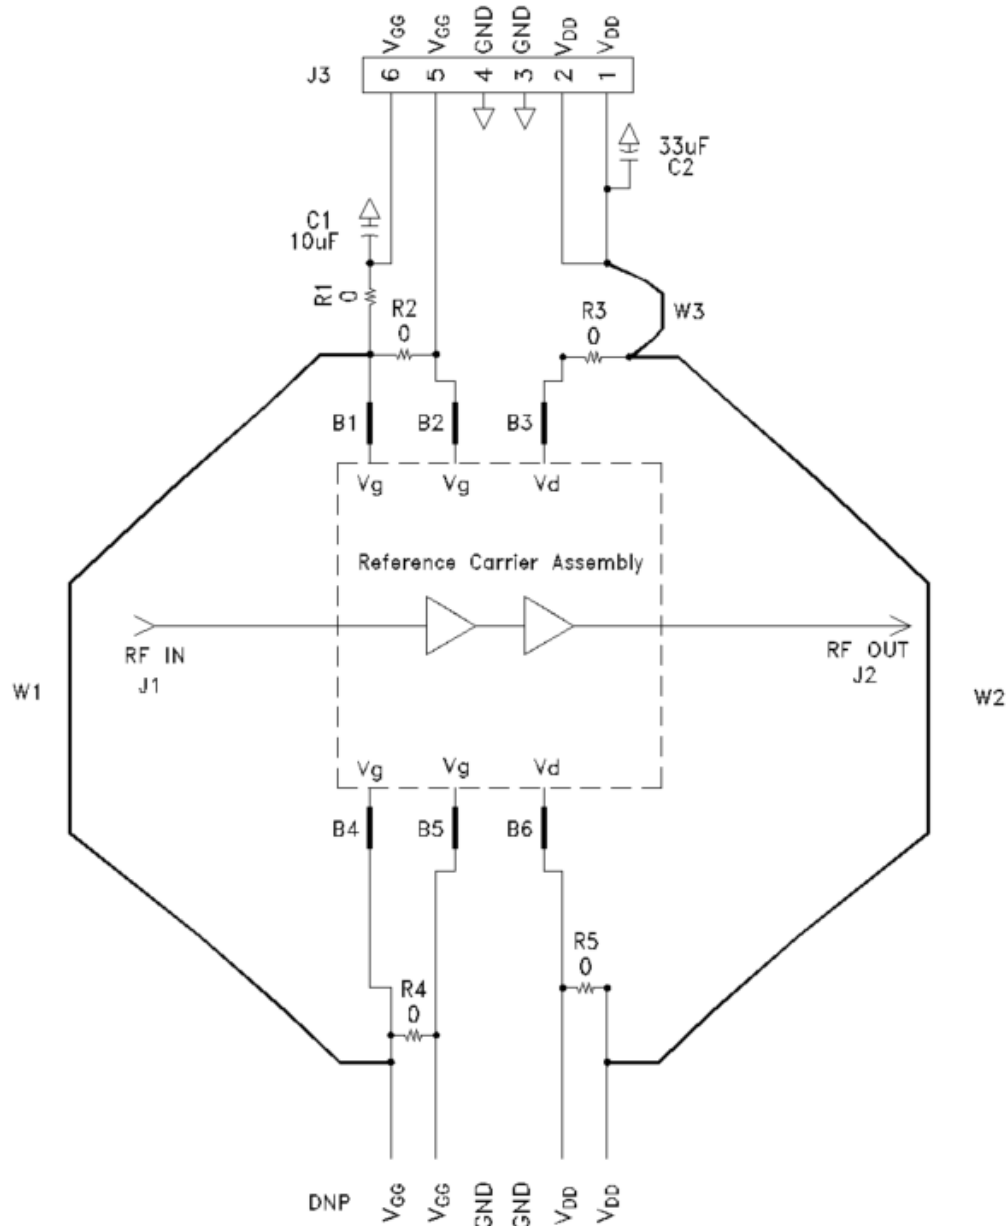 VGG VGG GND GND VDD VDD
J3 6 5 4 3 2 1
33uF
C2
C1
10uF
R1
0
R2
0
R3
0
W3
B1 B2 B3
Vg Vg Vd
Reference Carrier Assembly
RF IN
J1
RF OUT
J2
W1
W2
Vg Vg Vd
B4 B5 B6
R5
0
R4
0
DNP VGG VGG GND GND VDD VDD